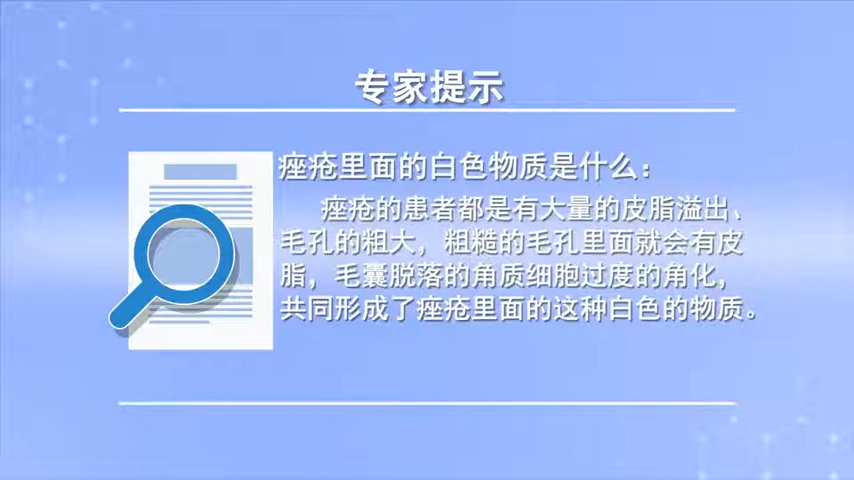 专家提示
痤疮里面的白色物质是什么：
痤疮的患者都是有大量的皮脂溢出、
毛孔的粗大，粗糙的毛孔里面就会有皮
脂，毛囊脱落的角质细胞过度的角化，
共同形成了痤疮里面的这种白色的物质。